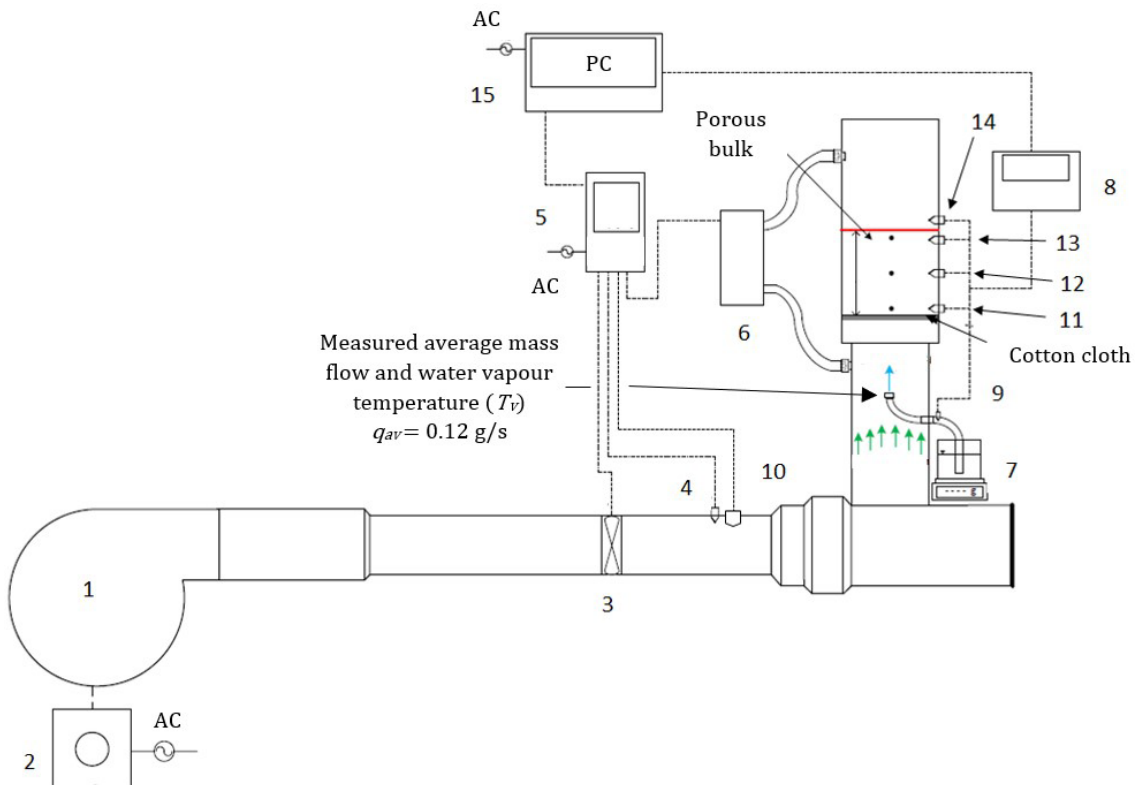 AC
PC
15
Porous
bulk
14
8
5
13
AC
12
6
11
Measured average mass
flow and water vapour
temperature (Tv)
qav= 0.12 g/s
Cotton cloth
9
7
4
10
1
3
AC
2